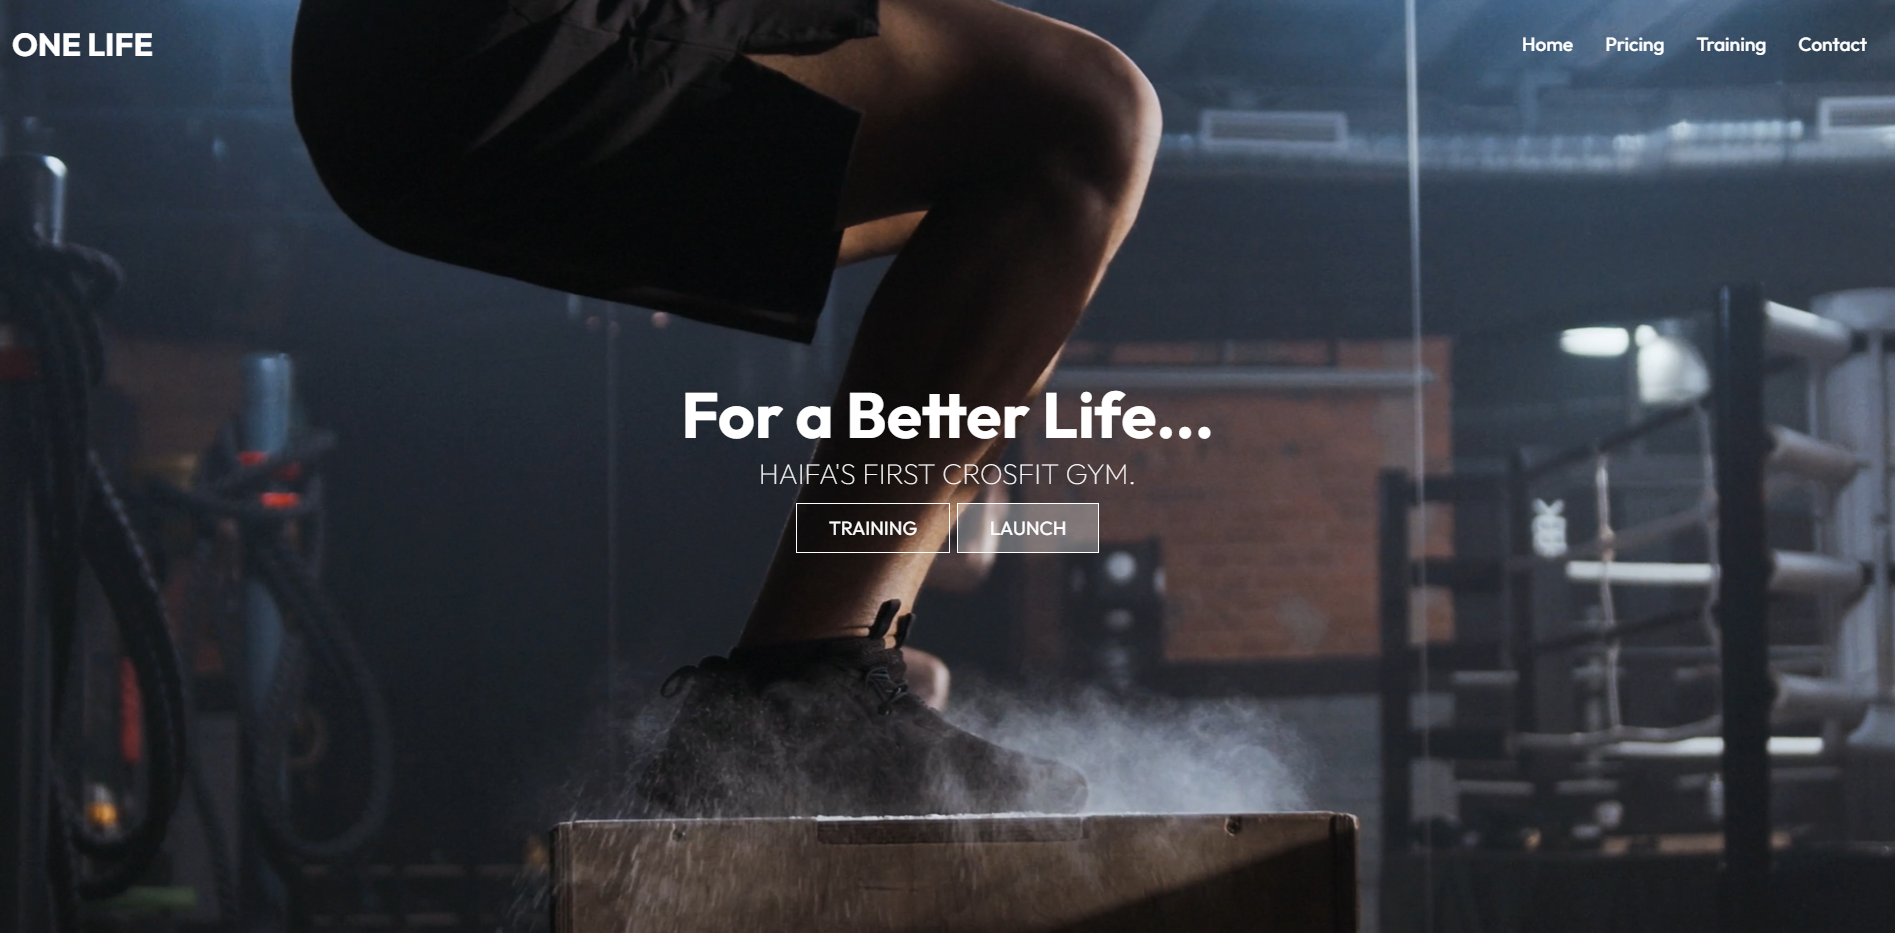 ONE LIFE
Home Pricing Training Contact
For a Better Life...
HAIFA'S FIRST CROSFIT GYM.
TRAINING LAUNCH